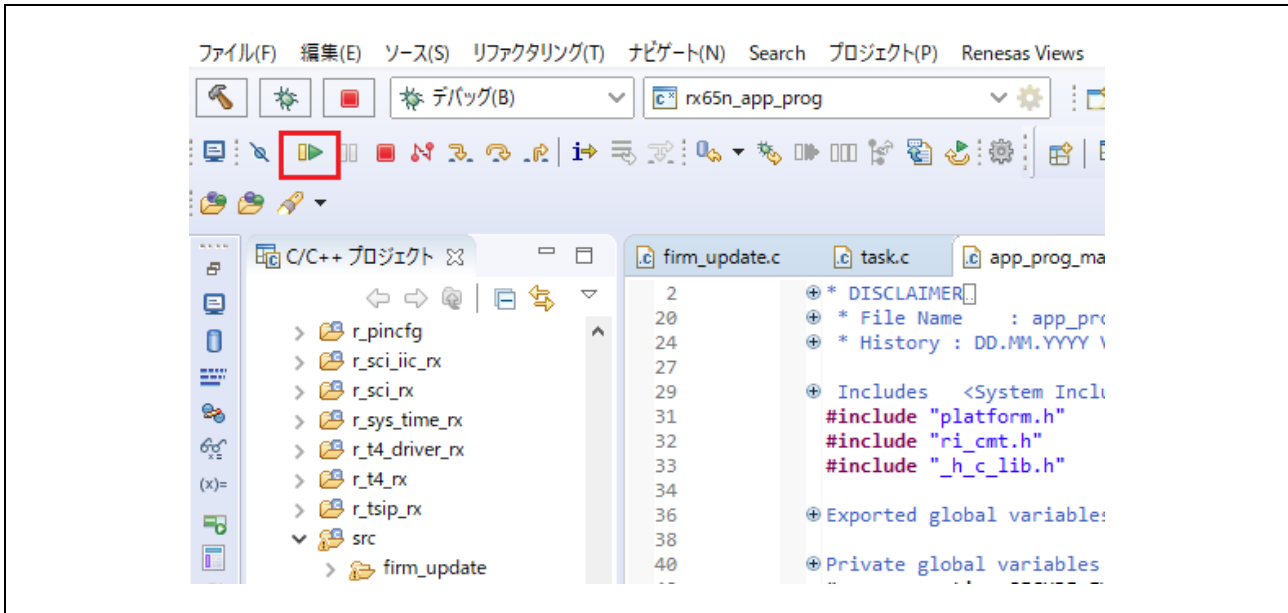 ファイル(F) 編集(E) ソース(S) リファクタリング(T) ナビゲート(N) Search プロジェクト(P) Renesas Views
デバッグ(B) rx65n_app_prog
C/C++ プロジェクト firm_update.c task.c app_prog_ma
2 * DISCLAIMER
20 * File Name : app_pro
24 * History : DD.MM.YYYY V
27
29 Includes <System Inclu
31 #include "platform.h"
32 #include "ri_cmt.h"
33 #include "_h_c_lib.h"
34
36 Exported global variables
38
40 Private global variables
r_pincfg
r_sci_iic_rx
r_sci_rx
r_sys_time_rx
r_t4_driver_rx
r_t4_rx
r_tsip_rx
src
firm_update
(x)=